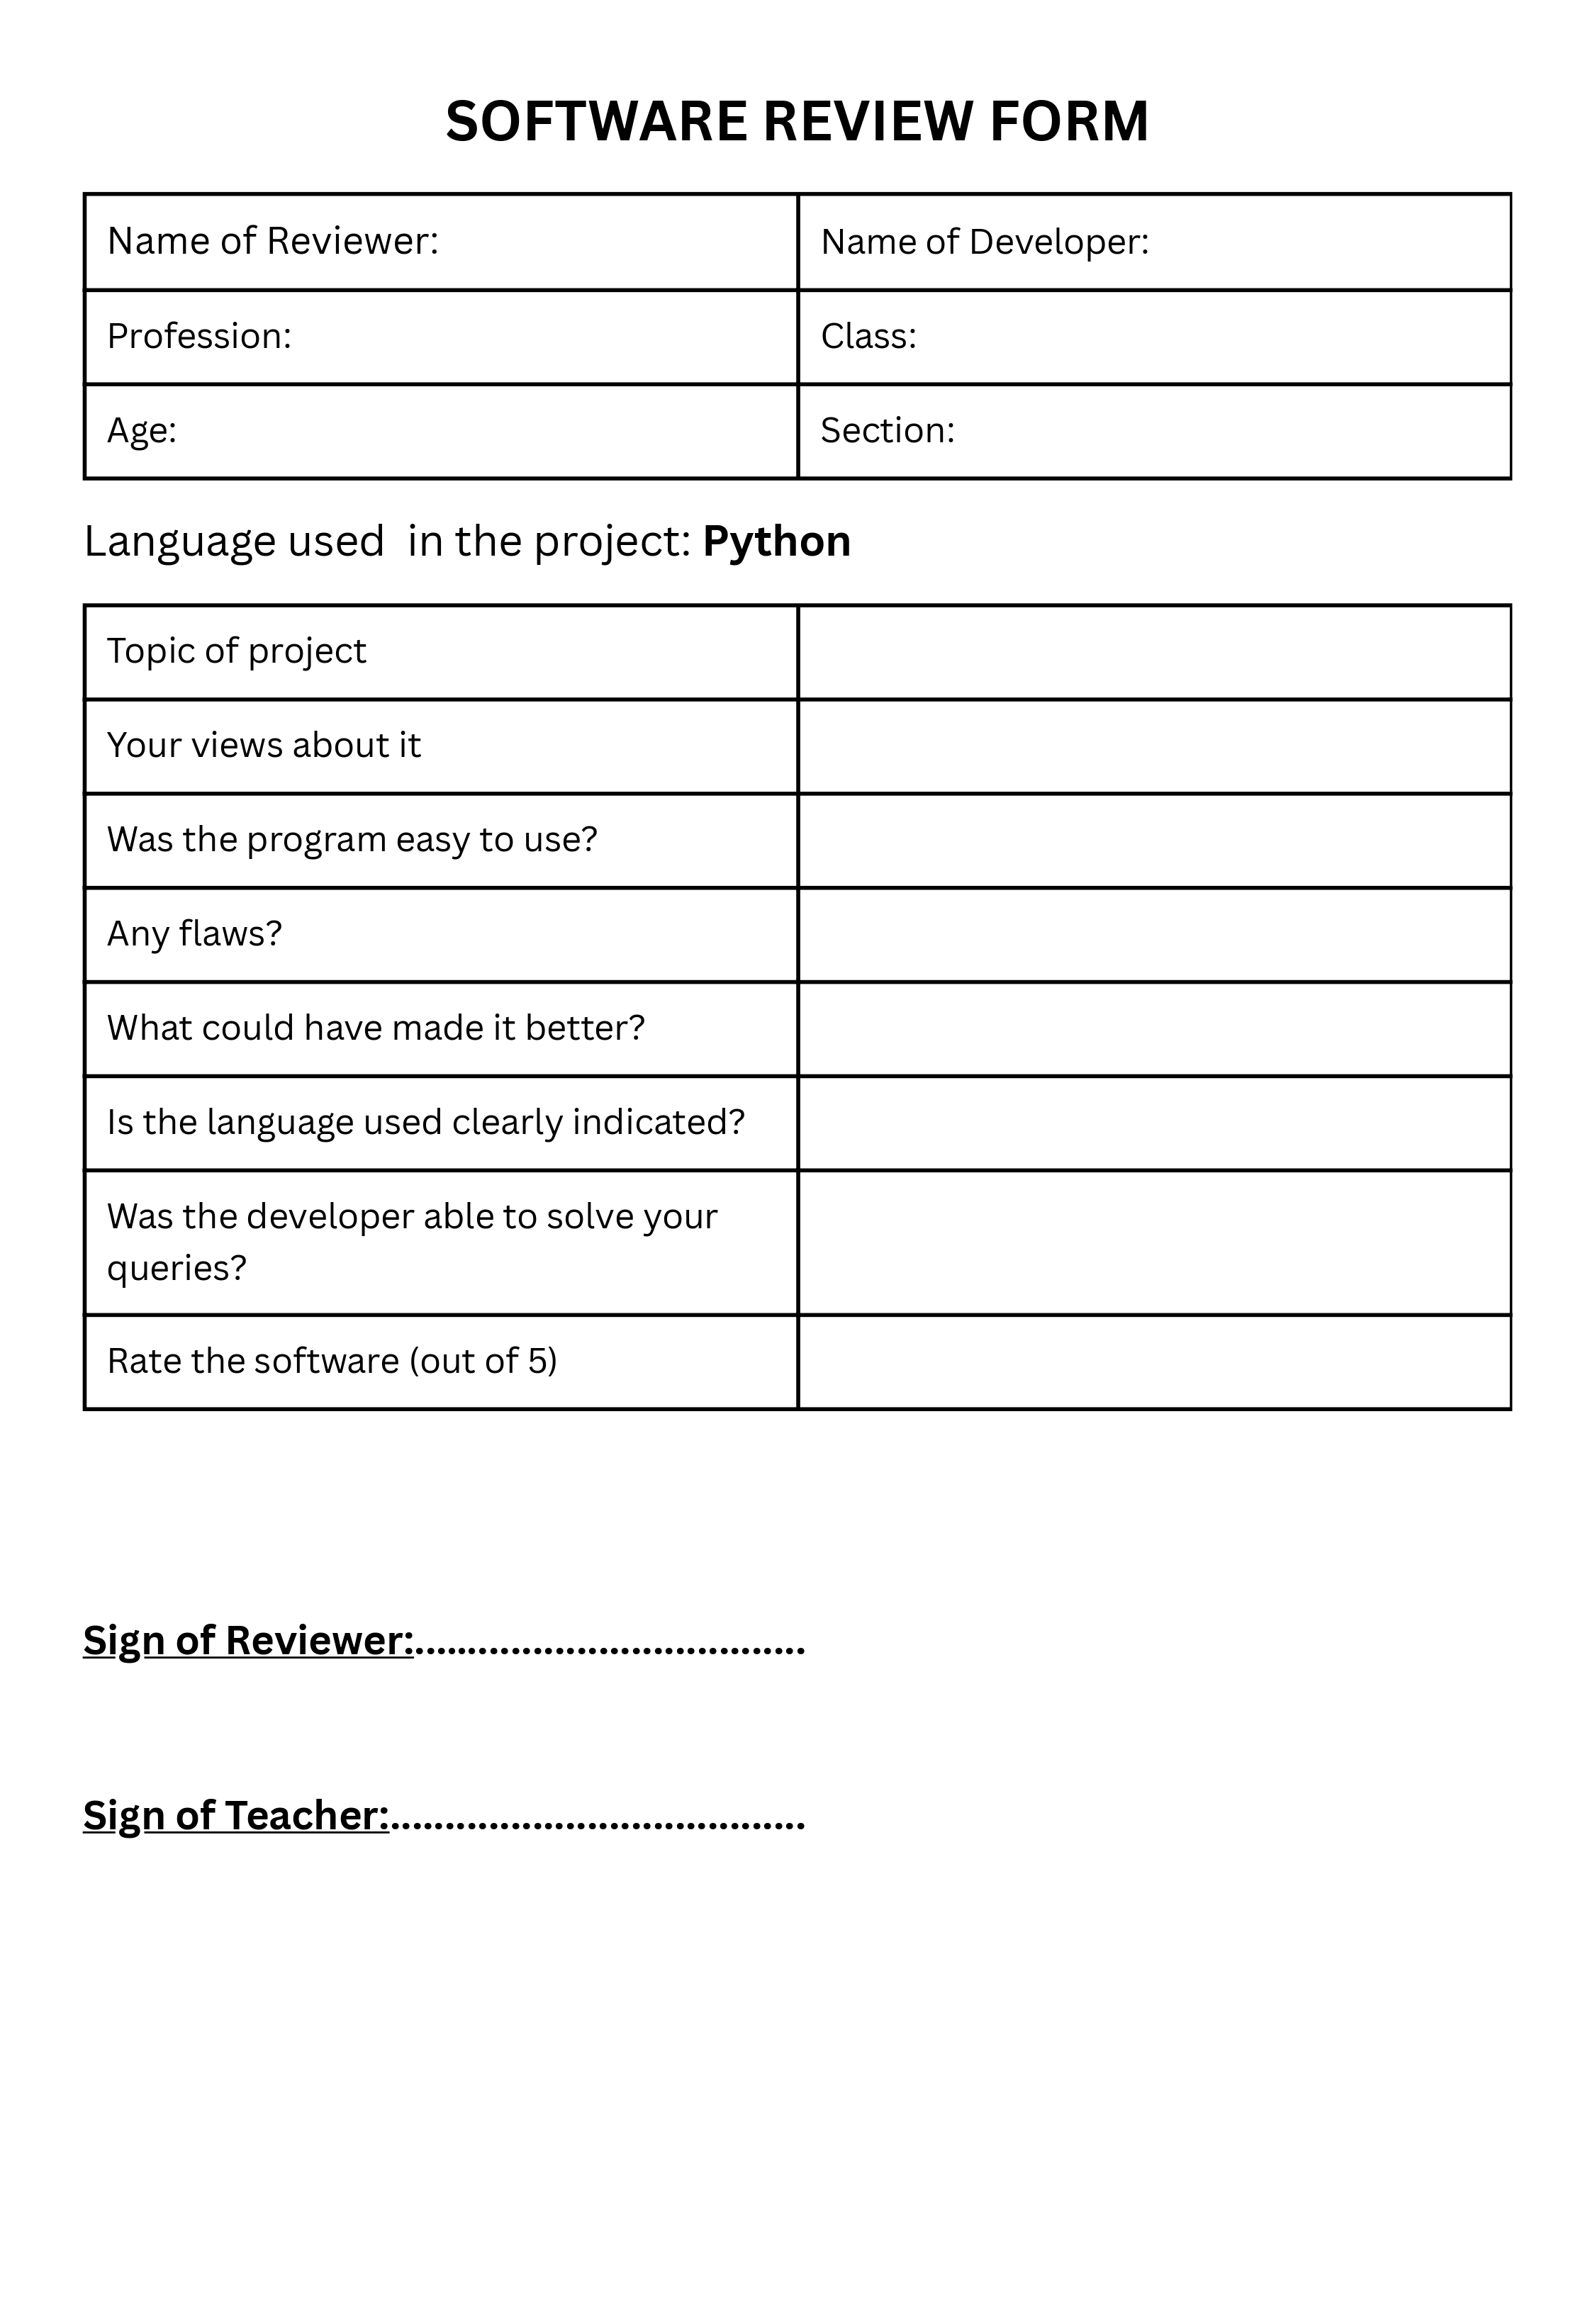 SOFTWARE REVIEW FORM
Name of Reviewer:
Name of Developer:
Profession:
Class:
Age:
Section:
Language used  in the project: Python
Topic of project
Your views about it
Was the program easy to use?
Any flaws?
What could have made it better?
Is the language used clearly indicated?
Was the developer able to solve your
queries?
Rate the software (out of 5)
Sign of Reviewer:....................................
Sign of Teacher:......................................